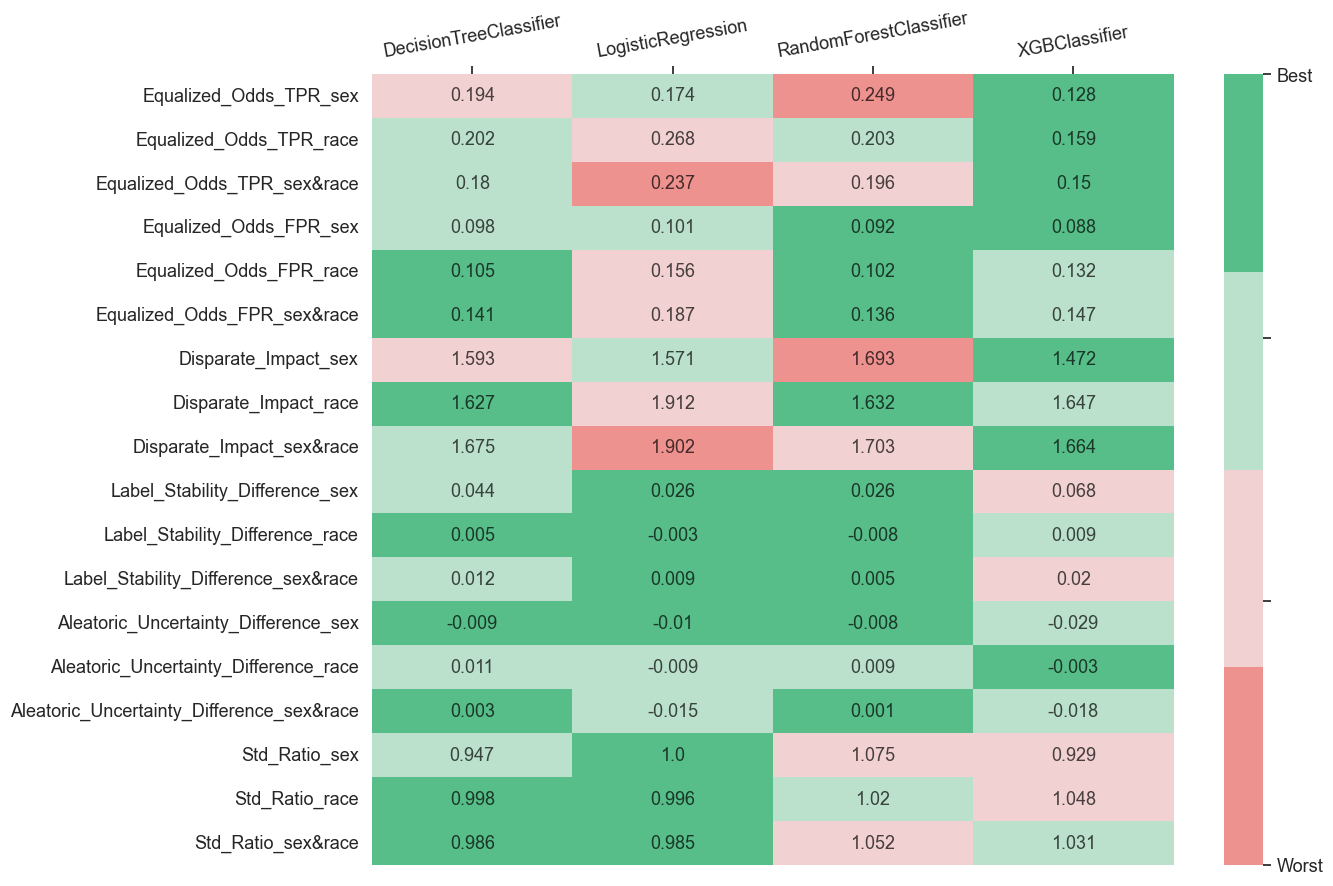 DecisionTreeClassifier LogisticRegression RandomForestClassifier XGBClassifier
Best
Equalized_Odds_TPR_sex 0.194 0.174 0.249 0.128
Equalized_Odds_TPR_race 0.202 0.268 0.203 0.159
Equalized_Odds_TPR_sex&race 0.18 0.237 0.196 0.15
Equalized_Odds_FPR_sex 0.098 0.101 0.092 0.088
Equalized_Odds_FPR_race 0.105 0.156 0.102 0.132
Equalized_Odds_FPR_sex&race 0.141 0.187 0.136 0.147
Disparate_Impact_sex 1.593 1.571 1.693 1.472
Disparate_Impact_race 1.627 1.912 1.632 1.647
Disparate_Impact_sex&race 1.675 1.902 1.703 1.664
Label_Stability_Difference_sex 0.044 0.026 0.026 0.068
Label_Stability_Difference_race 0.005 -0.003 -0.008 0.009
Label_Stability_Difference_sex&race 0.012 0.009 0.005 0.02
Aleatoric_Uncertainty_Difference_sex -0.009 -0.01 -0.008 -0.029
Aleatoric_Uncertainty_Difference_race 0.011 -0.009 0.009 -0.003
Aleatoric_Uncertainty_Difference_sex&race 0.003 -0.015 0.001 -0.018
Std_Ratio_sex 0.947 1.0 1.075 0.929
Std_Ratio_race 0.998 0.996 1.02 1.048
Std_Ratio_sex&race 0.986 0.985 1.052 1.031
Worst